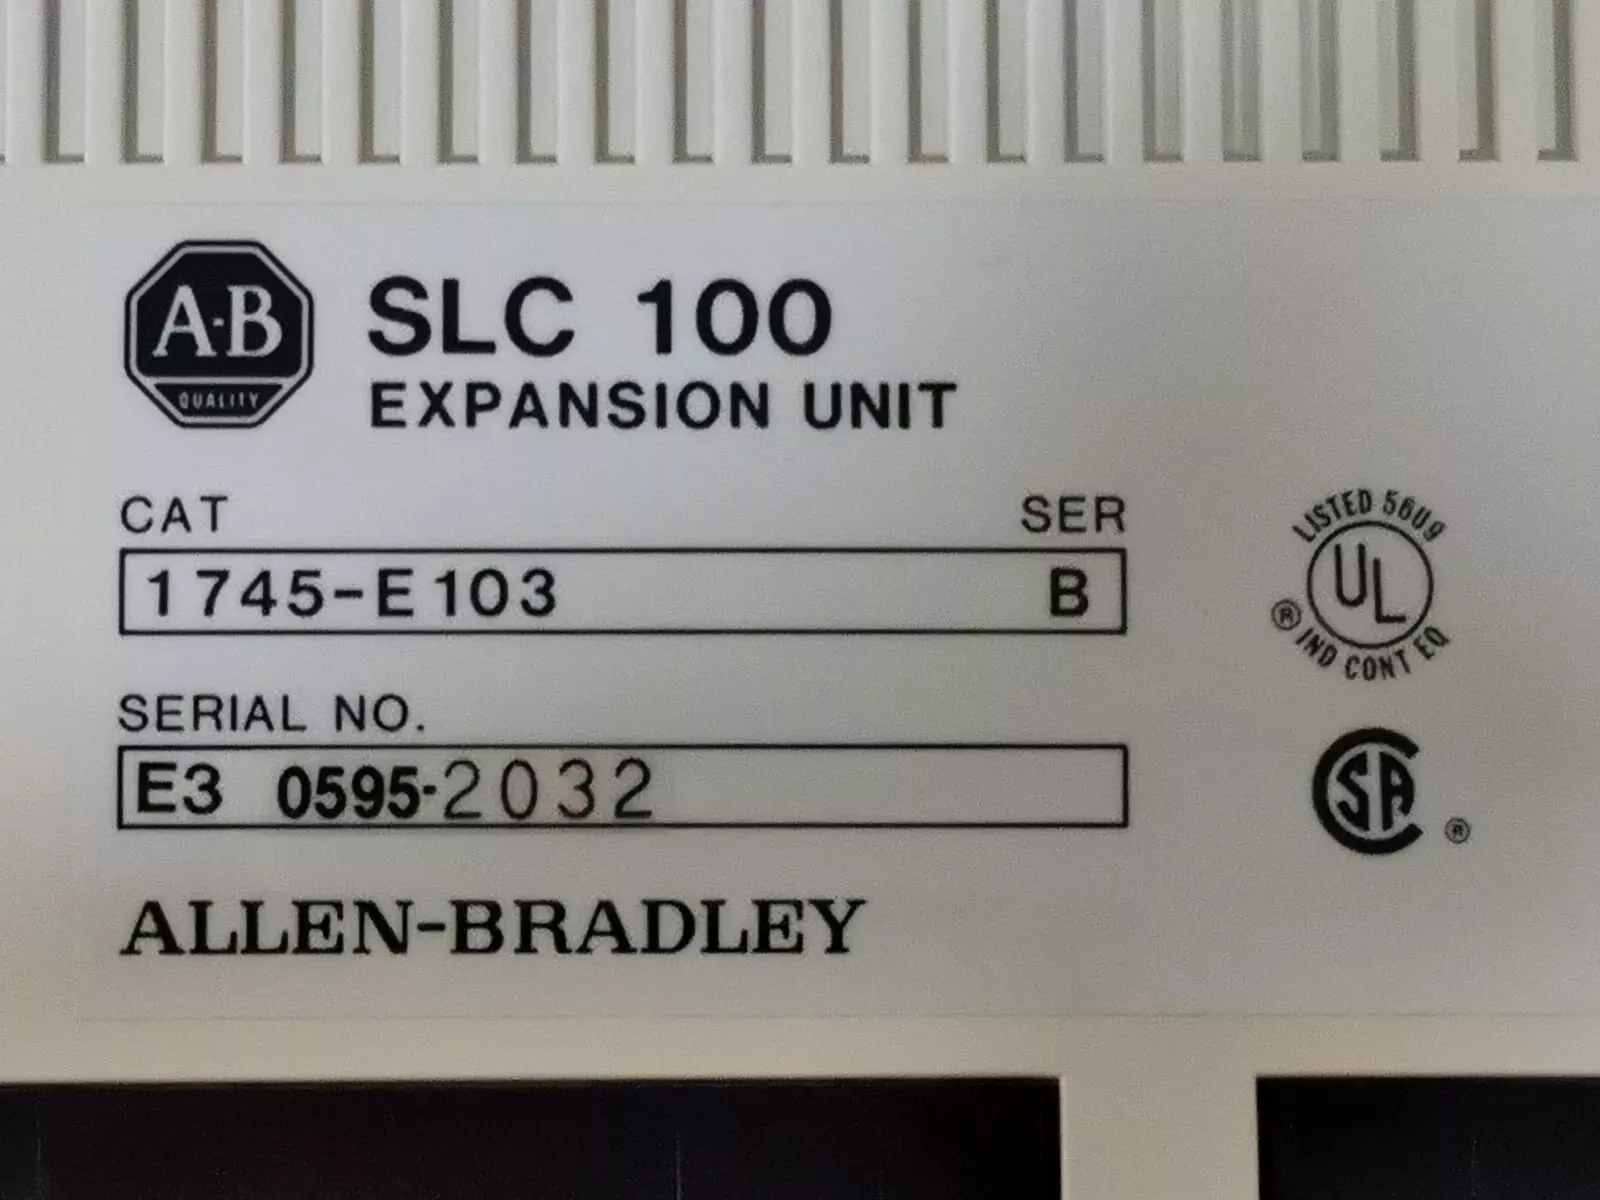 A-B
QUALITY
SLC 100
EXPANSION UNIT
CAT SER
1745-E103 B
SERIAL NO.
E3 0595-2032
ALLEN-BRADLEY
LISTED 56U9
UL
® IND CONT EQ
SA ®